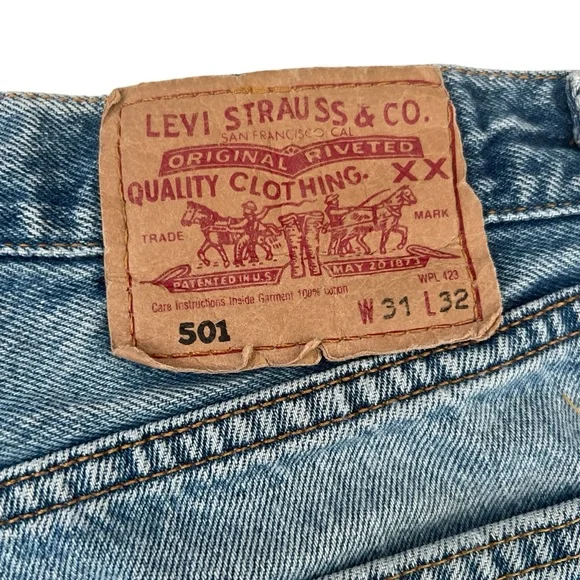 LEVI STRAUSS & CO.
SAN FRANCISCO, CAL
ORIGINAL RIVETED
QUALITY CLOTHING. XX
TRADE MARK
PATENTED IN U.S. MAY 20 1873
WPL 423
Care Instructions Inside Garment 100% cotton
501 W 31 L 32